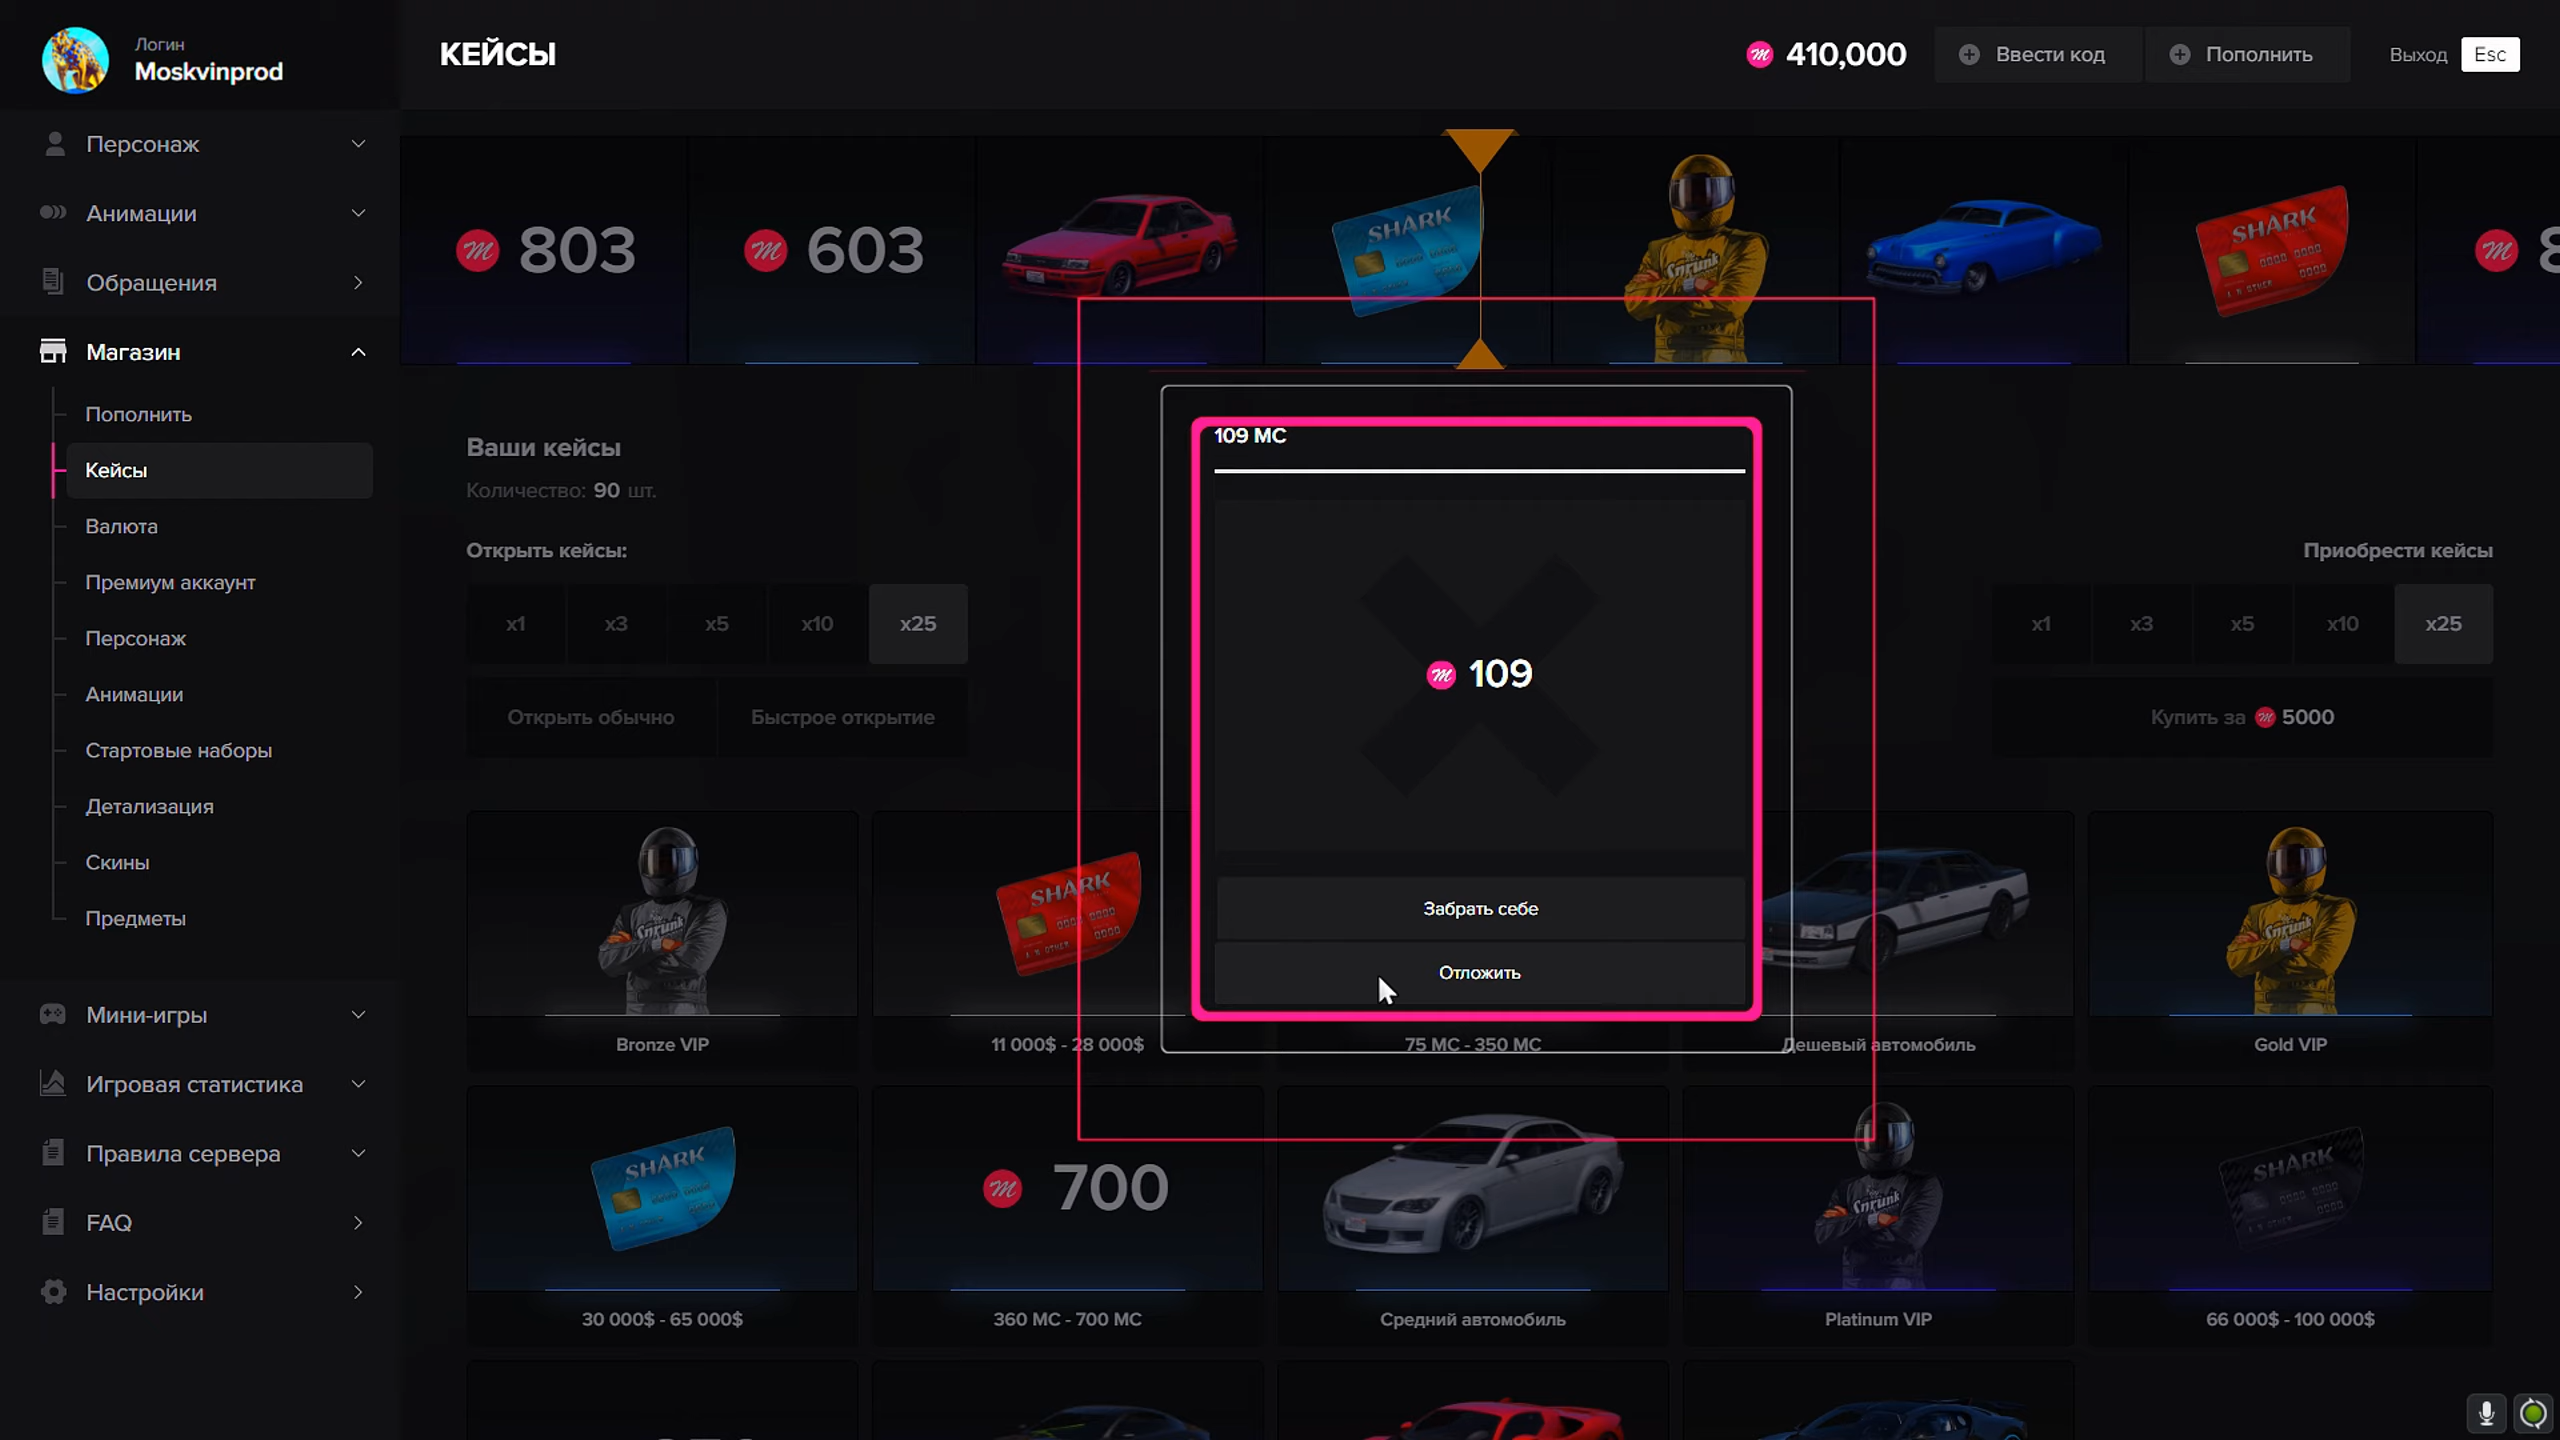 Логин
Moskvinprod
КЕЙСЫ
410,000
Ввести код
Пополнить
Выход
Esc
Персонаж
Анимации
Обращения
Магазин
Пополнить
Кейсы
Валюта
Премиум аккаунт
Персонаж
Анимации
Стартовые наборы
Детализация
Скины
Предметы
Мини-игры
Игровая статистика
Правила сервера
FAQ
Настройки
803
603
SHARK
Sprunk
SHARK
Ваши кейсы
Количество: 90 шт.
Открыть кейсы:
x1
x3
x5
x10
x25
Открыть обычно
Быстрое открытие
109 MC
109
Забрать себе
Отложить
Приобрести кейсы
x1
x3
x5
x10
x25
Купить за 5000
Sprunk
SHARK
Sprunk
Bronze VIP
11 000$ - 28 000$
75 MC - 350 MC
Дешевый автомобиль
Gold VIP
SHARK
700
Sprunk
SHARK
30 000$ - 65 000$
360 MC - 700 MC
Средний автомобиль
Platinum VIP
66 000$ - 100 000$